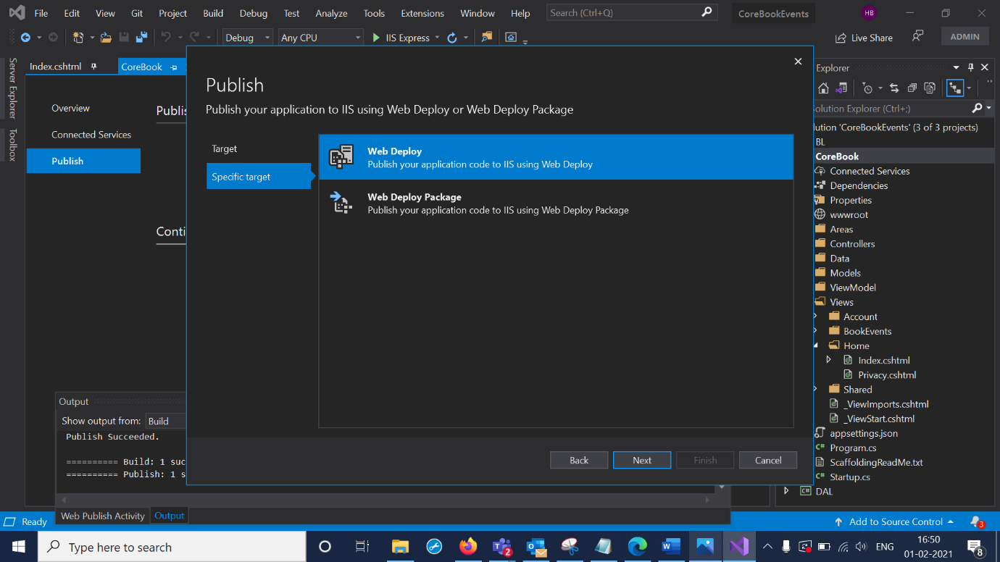 File Edit View Git Project Build Debug Test Analyze Tools Extensions Window Help Search (Ctrl+Q) CoreBookEvents HB
Debug Any CPU IIS Express Live Share ADMIN
Server Explorer
Toolbox
Index.cshtml CoreBook
Overview
Connected Services
Publish
Publis
Conti
Publish
Publish your application to IIS using Web Deploy or Web Deploy Package
Target
Specific target
Web Deploy
Publish your application code to IIS using Web Deploy
Web Deploy Package
Publish your application code to IIS using Web Deploy Package
Back Next Finish Cancel
Explorer
olution Explorer (Ctrl+;)
lution 'CoreBookEvents' (3 of 3 projects)
BL
CoreBook
Connected Services
Dependencies
Properties
wwwroot
Areas
Controllers
Data
Models
ViewModel
Views
Account
BookEvents
Home
Index.cshtml
Privacy.cshtml
Shared
_ViewImports.cshtml
_ViewStart.cshtml
appsettings.json
C# Program.cs
ScaffoldingReadMe.txt
C# Startup.cs
C# DAL
Output
Show output from: Build
Publish Succeeded.
========== Build: 1 suc
========== Publish: 1 s
Web Publish Activity Output
Ready Add to Source Control 3
Type here to search 2 W ENG 16:50
01-02-2021 8